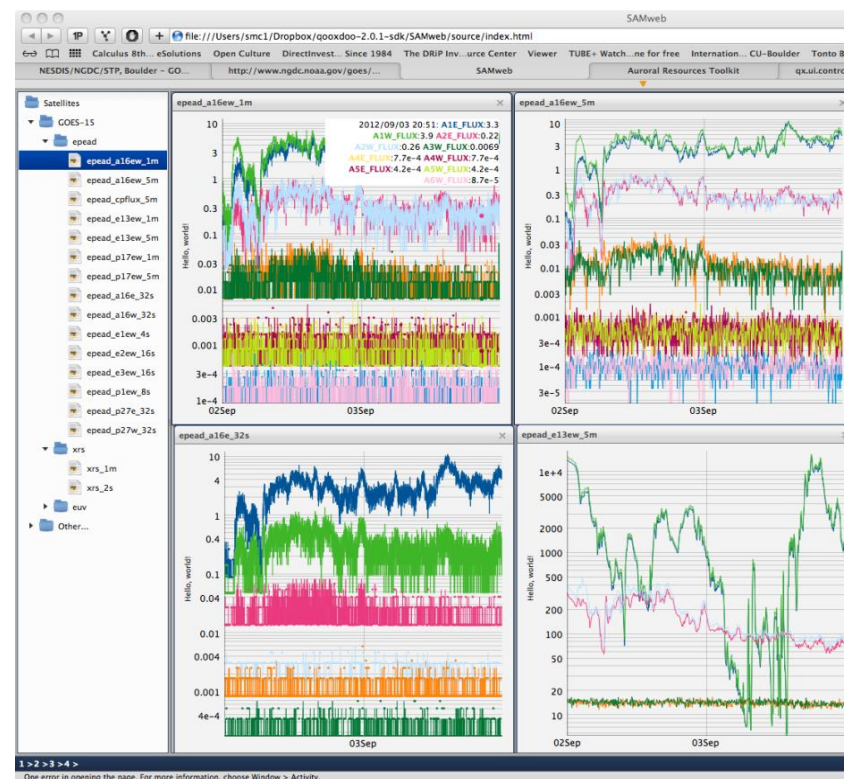 SAMweb
1P
file:///Users/smc1/Dropbox/qooxdoo-2.0.1-sdk/SAMweb/source/index.html
Calculus 8th... eSolutions Open Culture DirectInvest... Since 1984 The DRiP Inv...urce Center Viewer TUBE+ Watch...ne for free Internation... CU-Boulder Tonto B
NESDIS/NGDC/STP, Boulder - GO... http://www.ngdc.noaa.gov/goes/... SAMweb Auroral Resources Toolkit qx.ui.contro
Satellites
GOES-15
epead
epead_a16ew_1m
epead_a16ew_5m
epead_cpflux_5m
epead_e13ew_1m
epead_e13ew_5m
epead_p17ew_1m
epead_p17ew_5m
epead_a16e_32s
epead_a16w_32s
epead_e1ew_4s
epead_e2ew_16s
epead_e3ew_16s
epead_p1ew_8s
epead_p27e_32s
epead_p27w_32s
xrs
xrs_1m
xrs_2s
euv
Other...
epead_a16ew_1m
2012/09/03 20:51: A1E_FLUX:3.3
A1W_FLUX:3.9 A2E_FLUX:0.22
A2W_FLUX:0.26 A3W_FLUX:0.0069
A4E_FLUX:7.7e-4 A4W_FLUX:7.7e-4
A5E_FLUX:4.2e-4 A5W_FLUX:4.2e-4
A6W_FLUX:8.7e-5
10
3
1
0.3
0.1
0.03
0.01
0.003
0.001
3e-4
1e-4
Hello, world!
02Sep 03Sep
epead_a16ew_5m
10
3
1
0.3
0.1
0.03
0.01
0.003
0.001
3e-4
1e-4
3e-5
Hello, world!
02Sep 03Sep
epead_a16e_32s
10
4
1
0.4
0.1
0.04
0.01
0.004
0.001
4e-4
Hello, world!
03Sep
epead_e13ew_5m
1e+4
5000
2000
1000
500
200
100
50
20
10
Hello, world!
02Sep 03Sep
1 >2 >3 >4 >
One error in opening the page. For more information, choose Window > Activity.